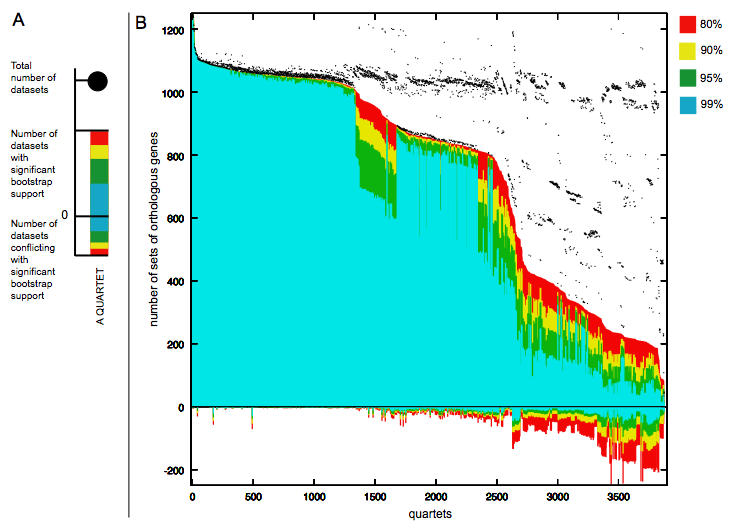 A
Total
number of
datasets
Number of
datasets
with
significant
bootstrap
support
0
Number of
datasets
conflicting
with
significant
bootstrap
support
A QUARTET
B
number of sets of orthologous genes
1200
1000
800
600
400
200
0
-200
0
500
1000
1500
2000
2500
3000
3500
quartets
80%
90%
95%
99%